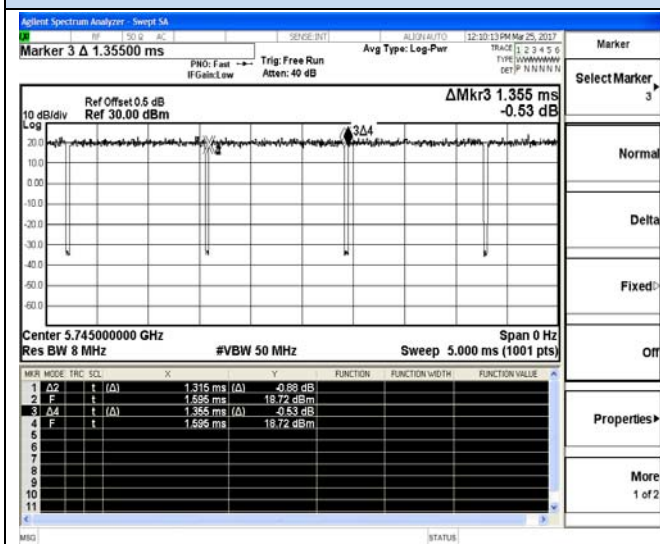 Agilent Spectrum Analyzer - Swept SA
RF 50 Ω AC SENSE:INT ALIGN AUTO 12:10:13 PM Mar 25, 2017
Marker 3 Δ 1.35500 ms
PNO: Fast Trig: Free Run
IFGain:Low Atten: 40 dB
Avg Type: Log-Pwr
TRACE 1 2 3 4 5 6
TYPE WWWWWW
DET P N N N N N
Marker
Select Marker
3
Normal
Delta
Fixed
Off
Properties
More
1 of 2
ΔMkr3 1.355 ms
-0.53 dB
Ref Offset 0.5 dB
10 dB/div Ref 30.00 dBm
Log
3Δ4
20.0
10.0
0.00
-10.0
-20.0
-30.0
-40.0
-50.0
-60.0
Center 5.745000000 GHz Span 0 Hz
Res BW 8 MHz #VBW 50 MHz Sweep 5.000 ms (1001 pts)
MKR MODE TRC SCL X Y FUNCTION FUNCTION WIDTH FUNCTION VALUE
1 Δ2 t (Δ) 1.315 ms (Δ) -0.88 dB
2 F t 1.595 ms 18.72 dBm
3 Δ4 t (Δ) 1.355 ms (Δ) -0.53 dB
4 F t 1.595 ms 18.72 dBm
5
6
7
8
9
10
11
MSG STATUS